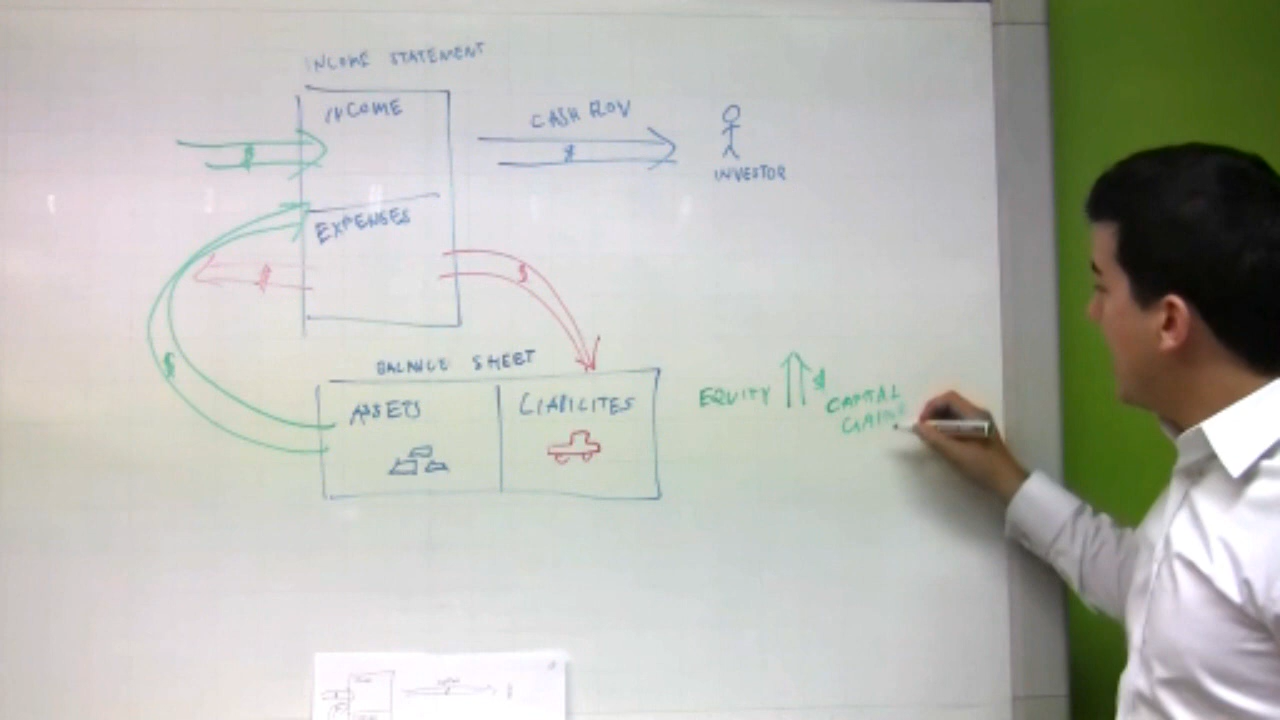 INCOME STATEMENT
INCOME
CASH FLOW
$
$
INVESTOR
EXPENSES
$
$
BALANCE SHEET
$
ASSETS
LIABILITES
EQUITY
$
CAPITAL
GAINS